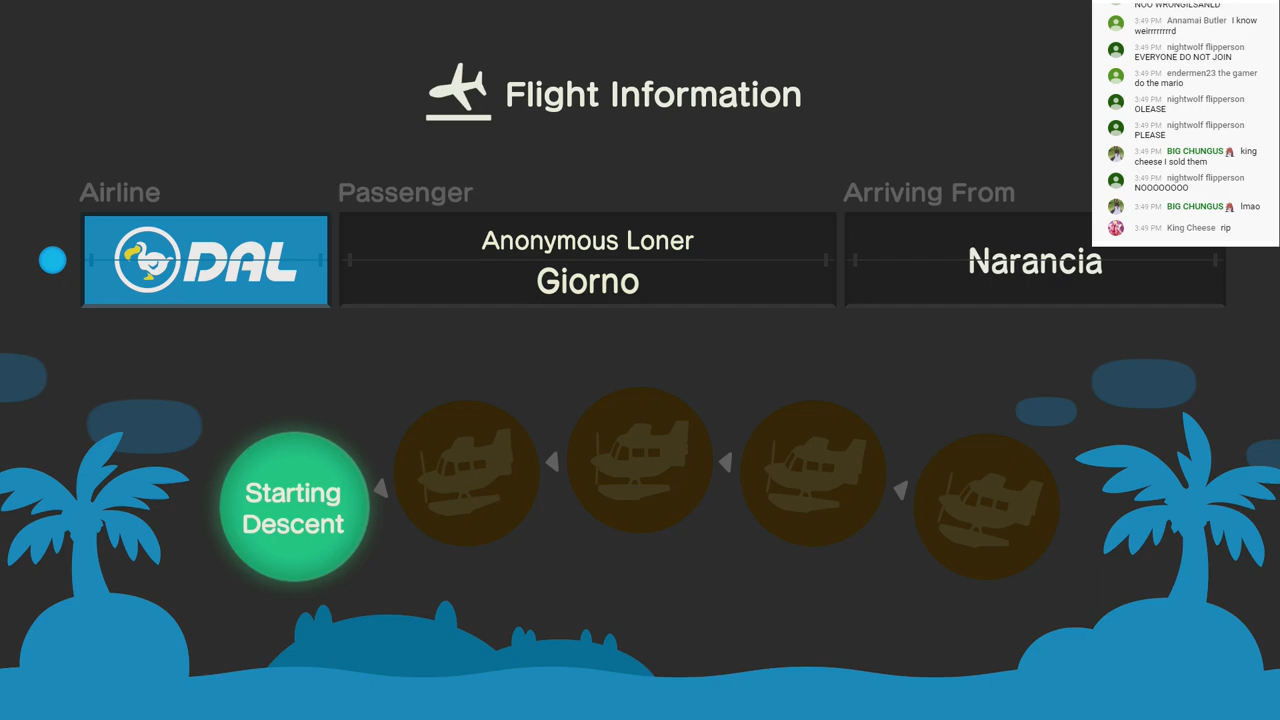 Flight Information
Airline
Passenger
Arriving From
DAL
Anonymous Loner
Giorno
Narancia
Starting
Descent
NOO WRONGILSANLD
3:49 PM Annamai Butler I know
weirrrrrrrd
3:49 PM nightwolf flipperson
EVERYONE DO NOT JOIN
3:49 PM endermen23 the gamer
do the mario
3:49 PM nightwolf flipperson
OLEASE
3:49 PM nightwolf flipperson
PLEASE
3:49 PM BIG CHUNGUS king
cheese I sold them
3:49 PM nightwolf flipperson
NOOOOOOOO
3:49 PM BIG CHUNGUS lmao
3:49 PM King Cheese rip